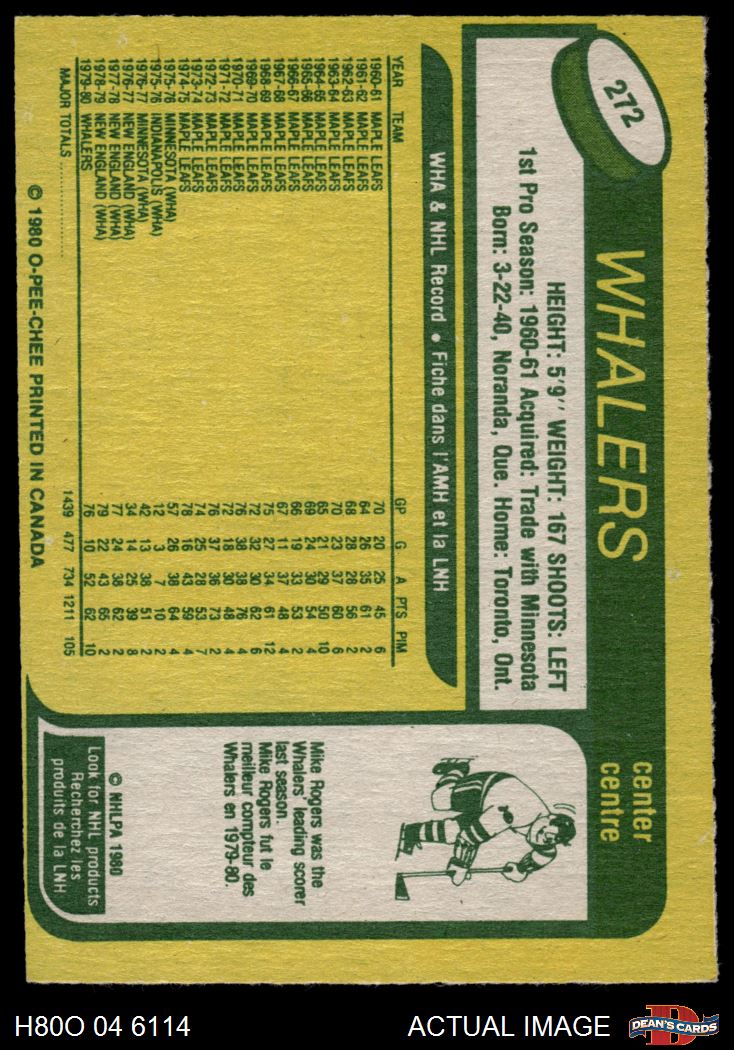 272
WHALERS
center
centre
HEIGHT: 5'9" WEIGHT: 167 SHOOTS: LEFT
1st Pro Season: 1960-61 Acquired: Trade with Minnesota
Born: 3-22-40, Noranda, Que. Home: Toronto, Ont.
WHA & NHL Record • Fiche dans l'AMH et la LNH
YEAR TEAM GP G A PTS PIM
1960-61 MAPLE LEAFS 70 20 25 45 6
1961-62 MAPLE LEAFS 64 26 35 61 2
1962-63 MAPLE LEAFS 68 28 28 56 2
1963-64 MAPLE LEAFS 70 23 37 60 6
1964-65 MAPLE LEAFS 65 21 29 50 10
1965-66 MAPLE LEAFS 69 24 30 54 4
1966-67 MAPLE LEAFS 66 19 33 53 2
1967-68 MAPLE LEAFS 67 11 37 48 4
1968-69 MAPLE LEAFS 75 27 34 61 12
1969-70 MAPLE LEAFS 72 32 30 62 6
1970-71 MAPLE LEAFS 76 38 38 76 4
1971-72 MAPLE LEAFS 72 18 30 48 4
1972-73 MAPLE LEAFS 76 37 36 73 2
1973-74 MAPLE LEAFS 74 25 28 53 7
1974-75 MAPLE LEAFS 78 16 43 59 4
1975-76 MINNESOTA (WHA) 57 26 38 64 4
1975-76 INDIANAPOLIS (WHA) 12 3 7 10 2
1976-77 MINNESOTA (WHA) 42 13 38 51 2
1976-77 NEW ENGLAND (WHA) 34 14 25 39 8
1977-78 NEW ENGLAND (WHA) 77 24 38 62 2
1978-79 NEW ENGLAND (WHA) 79 22 43 65 2
1979-80 WHALERS 76 10 52 62 10
MAJOR TOTALS 1439 477 734 1211 105
© 1980 O-PEE-CHEE PRINTED IN CANADA
Mike Rogers was the
Whalers' leading scorer
last season.
Mike Rogers fut le
meilleur compteur des
Whalers en 1979-80.
© NHLPA 1980
Look for NHL products
Recherchez les
produits de la LNH
H80O 04 6114
ACTUAL IMAGE
D
DEAN'S CARDS